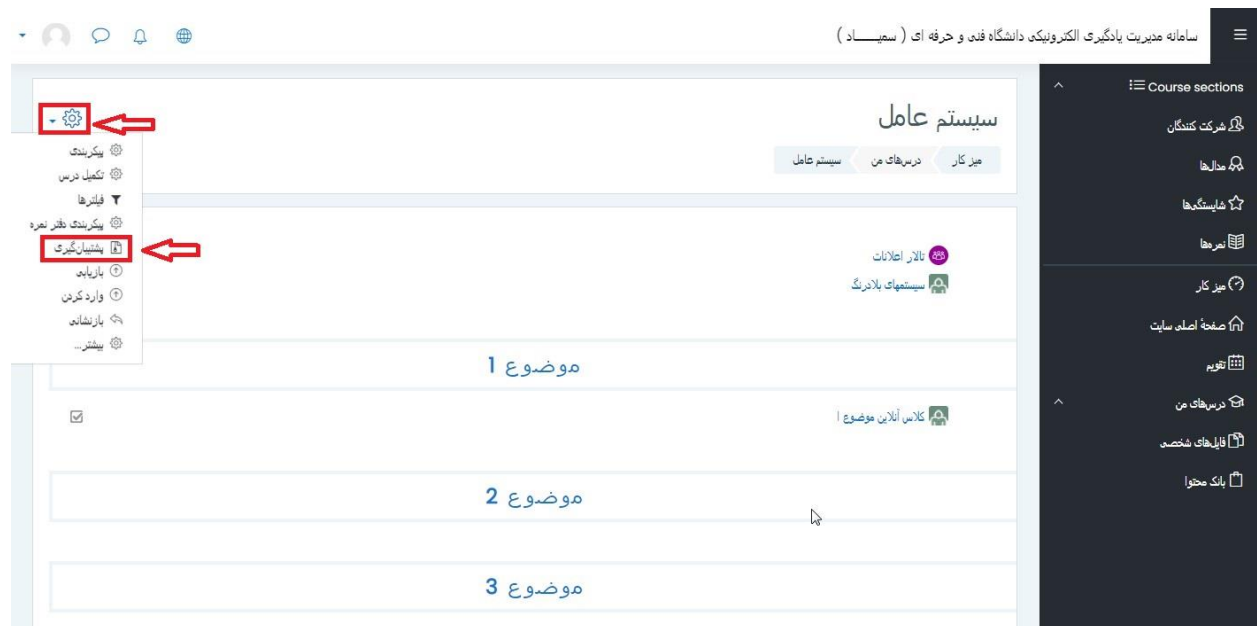 سامانه مدیریت یادگیری الکترونیکی دانشگاه فنی و حرفه ای ( سمیـــــاد )
Course sections
شرکت کنندگان
مدال‌ها
شایستگی‌ها
نمره‌ها
میز کار
صفحهٔ اصلی سایت
تقویم
درس‌های من
فایل‌های شخصی
بانک محتوا
سیستم عامل
میز کار
درس‌های من
سیستم عامل
پیکربندی
تکمیل درس
فیلترها
پیکربندی دفتر نمره
پشتیبان‌گیری
بازیابی
وارد کردن
بازنشانی
بیشتر...
تالار اعلانات
سیستمهای بلادرنگ
موضوع 1
کلاس آنلاین موضوع ۱
موضوع 2
موضوع 3